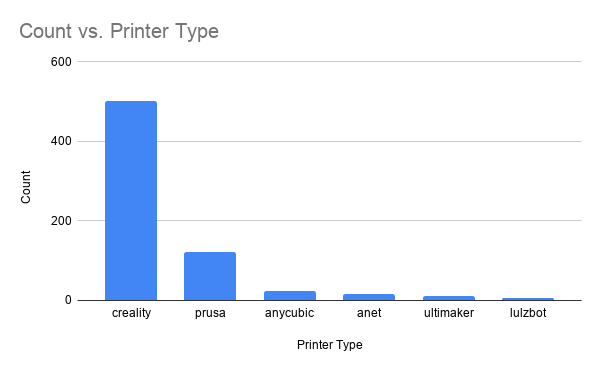 Count vs. Printer Type
600
400
200
0
Count
creality prusa anycubic anet ultimaker lulzbot
Printer Type